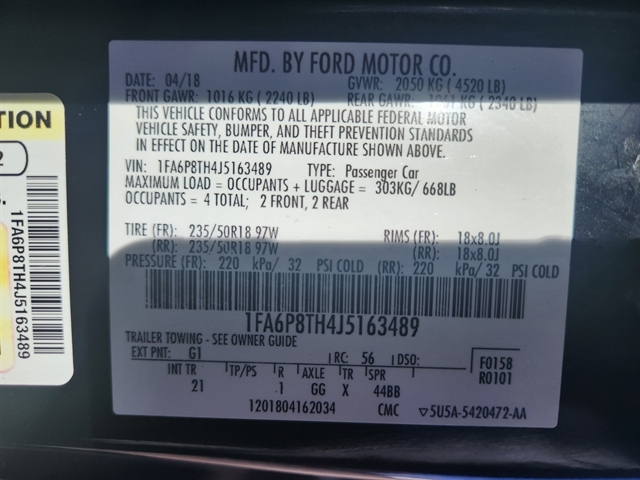 MFD. BY FORD MOTOR CO.
DATE: 04/18 GVWR: 2050 KG (4520 LB)
FRONT GAWR: 1016 KG (2240 LB) REAR GAWR: 1061 KG (2340 LB)
THIS VEHICLE CONFORMS TO ALL APPLICABLE FEDERAL MOTOR
VEHICLE SAFETY, BUMPER, AND THEFT PREVENTION STANDARDS
IN EFFECT ON THE DATE OF MANUFACTURE SHOWN ABOVE.
VIN: 1FA6P8TH4J5163489 TYPE: Passenger Car
MAXIMUM LOAD = OCCUPANTS + LUGGAGE = 303KG/ 668LB
OCCUPANTS = 4 TOTAL; 2 FRONT, 2 REAR
TIRE (FR): 235/50R18 97W RIMS (FR): 18x8.0J
(RR): 235/50R18 97W (RR): 18x8.0J
PRESSURE (FR): 220 kPa/ 32 PSI COLD (RR): 220 kPa/ 32 PSI COLD
1FA6P8TH4J5163489
TRAILER TOWING - SEE OWNER GUIDE
EXT PNT: G1 RC: 56 DSO: F0158
R0101
INT TR TP/PS R AXLE TR SPR
21 1 GG X 44BB
1201804162034 CMC ▽5U5A-5420472-AA
TION
2
1FA6P8TH4J5163489